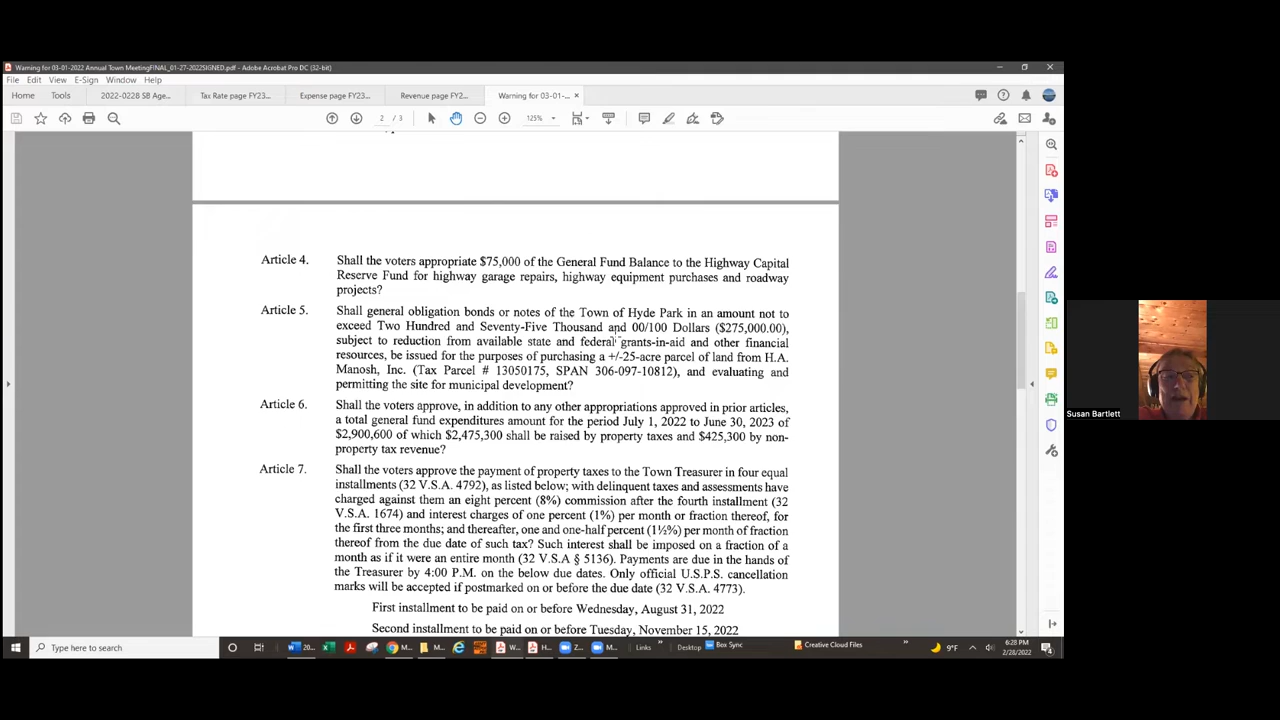 Warning for 03-01-2022 Annual Town MeetingFINAL_01-27-2022SIGNED.pdf - Adobe Acrobat Pro DC (32-bit)
File Edit View E-Sign Window Help
Home Tools 2022-0228 SB Age... Tax Rate page FY23... Expense page FY23... Revenue page FY2... Warning for 03-01-... ×
2 / 3 125%
Article 4. Shall the voters appropriate $75,000 of the General Fund Balance to the Highway Capital
Reserve Fund for highway garage repairs, highway equipment purchases and roadway
projects?
Article 5. Shall general obligation bonds or notes of the Town of Hyde Park in an amount not to
exceed Two Hundred and Seventy-Five Thousand and 00/100 Dollars ($275,000.00),
subject to reduction from available state and federal grants-in-aid and other financial
resources, be issued for the purposes of purchasing a +/-25-acre parcel of land from H.A.
Manosh, Inc. (Tax Parcel # 13050175, SPAN 306-097-10812), and evaluating and
permitting the site for municipal development?
Article 6. Shall the voters approve, in addition to any other appropriations approved in prior articles,
a total general fund expenditures amount for the period July 1, 2022 to June 30, 2023 of
$2,900,600 of which $2,475,300 shall be raised by property taxes and $425,300 by non-
property tax revenue?
Article 7. Shall the voters approve the payment of property taxes to the Town Treasurer in four equal
installments (32 V.S.A. 4792), as listed below; with delinquent taxes and assessments have
charged against them an eight percent (8%) commission after the fourth installment (32
V.S.A. 1674) and interest charges of one percent (1%) per month or fraction thereof, for
the first three months; and thereafter, one and one-half percent (1½%) per month of fraction
thereof from the due date of such tax? Such interest shall be imposed on a fraction of a
month as if it were an entire month (32 V.S.A § 5136). Payments are due in the hands of
the Treasurer by 4:00 P.M. on the below due dates. Only official U.S.P.S. cancellation
marks will be accepted if postmarked on or before the due date (32 V.S.A. 4773).
First installment to be paid on or before Wednesday, August 31, 2022
Second installment to be paid on or before Tuesday, November 15, 2022
Susan Bartlett
Type here to search 20... M... M... W... H... Z... M... Links Desktop Box Sync Creative Cloud Files 9°F 6:28 PM
2/28/2022